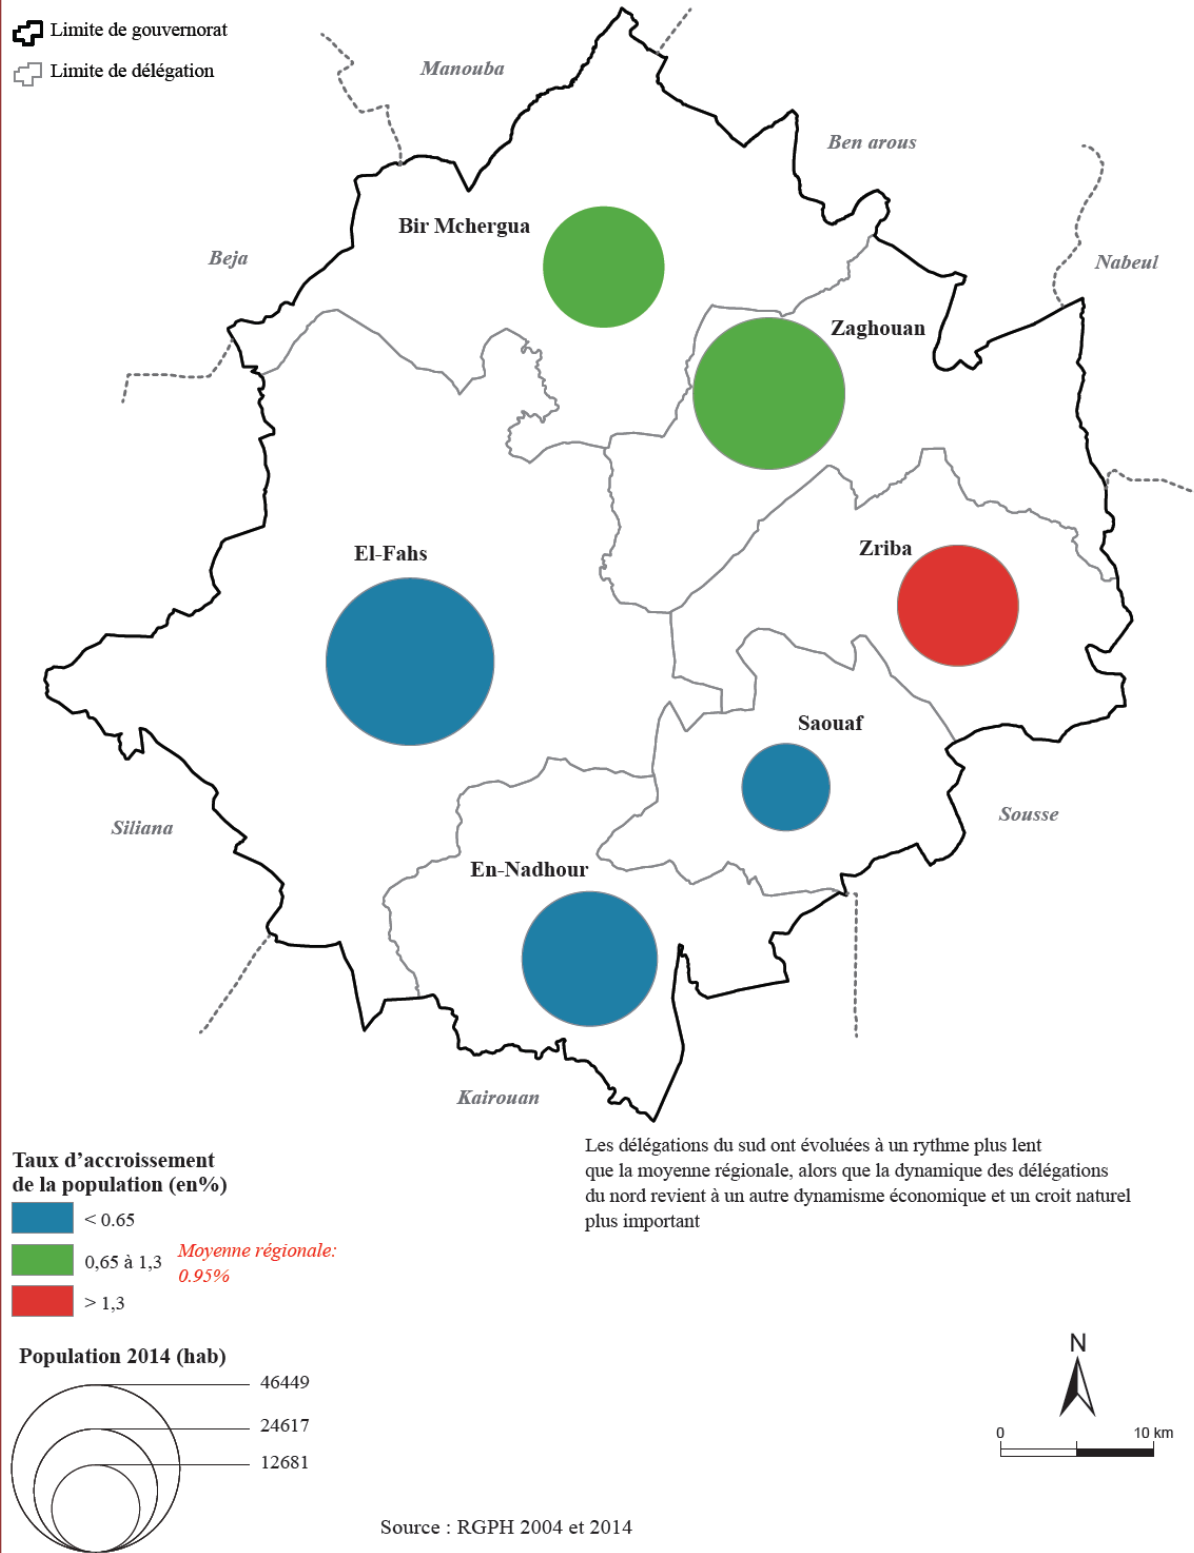 Limite de gouvernorat
Limite de délégation
Manouba
Ben arous
Bir Mchergua
Beja
Nabeul
Zaghouan
El-Fahs
Zriba
Saouaf
Siliana
Sousse
En-Nadhour
Kairouan
Les délégations du sud ont évoluées à un rythme plus lent
que la moyenne régionale, alors que la dynamique des délégations
du nord revient à un autre dynamisme économique et un croit naturel
plus important
Taux d’accroissement
de la population (en%)
< 0.65
0,65 à 1,3
Moyenne régionale:
0.95%
> 1,3
Population 2014 (hab)
46449
24617
12681
N
0 10 km
Source : RGPH 2004 et 2014